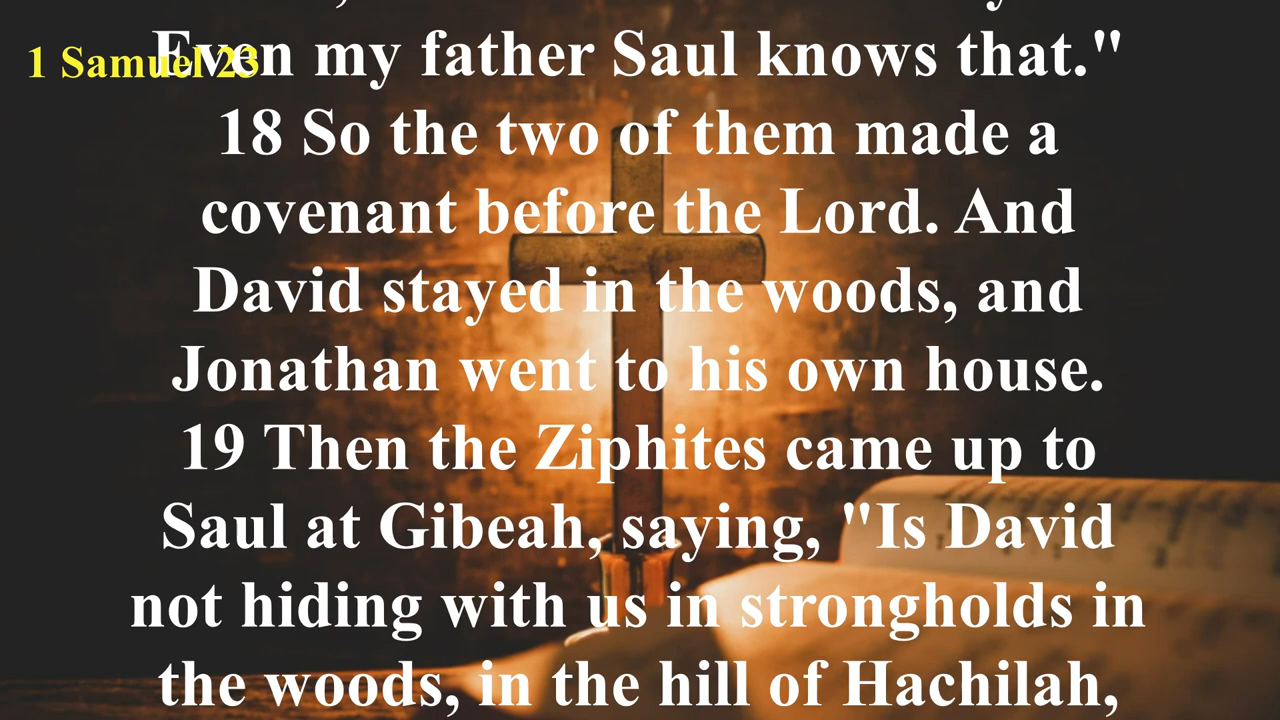 1 Samuel 23
Even my father Saul knows that."
18 So the two of them made a
covenant before the Lord. And
David stayed in the woods, and
Jonathan went to his own house.
19 Then the Ziphites came up to
Saul at Gibeah, saying, "Is David
not hiding with us in strongholds in
the woods, in the hill of Hachilah,